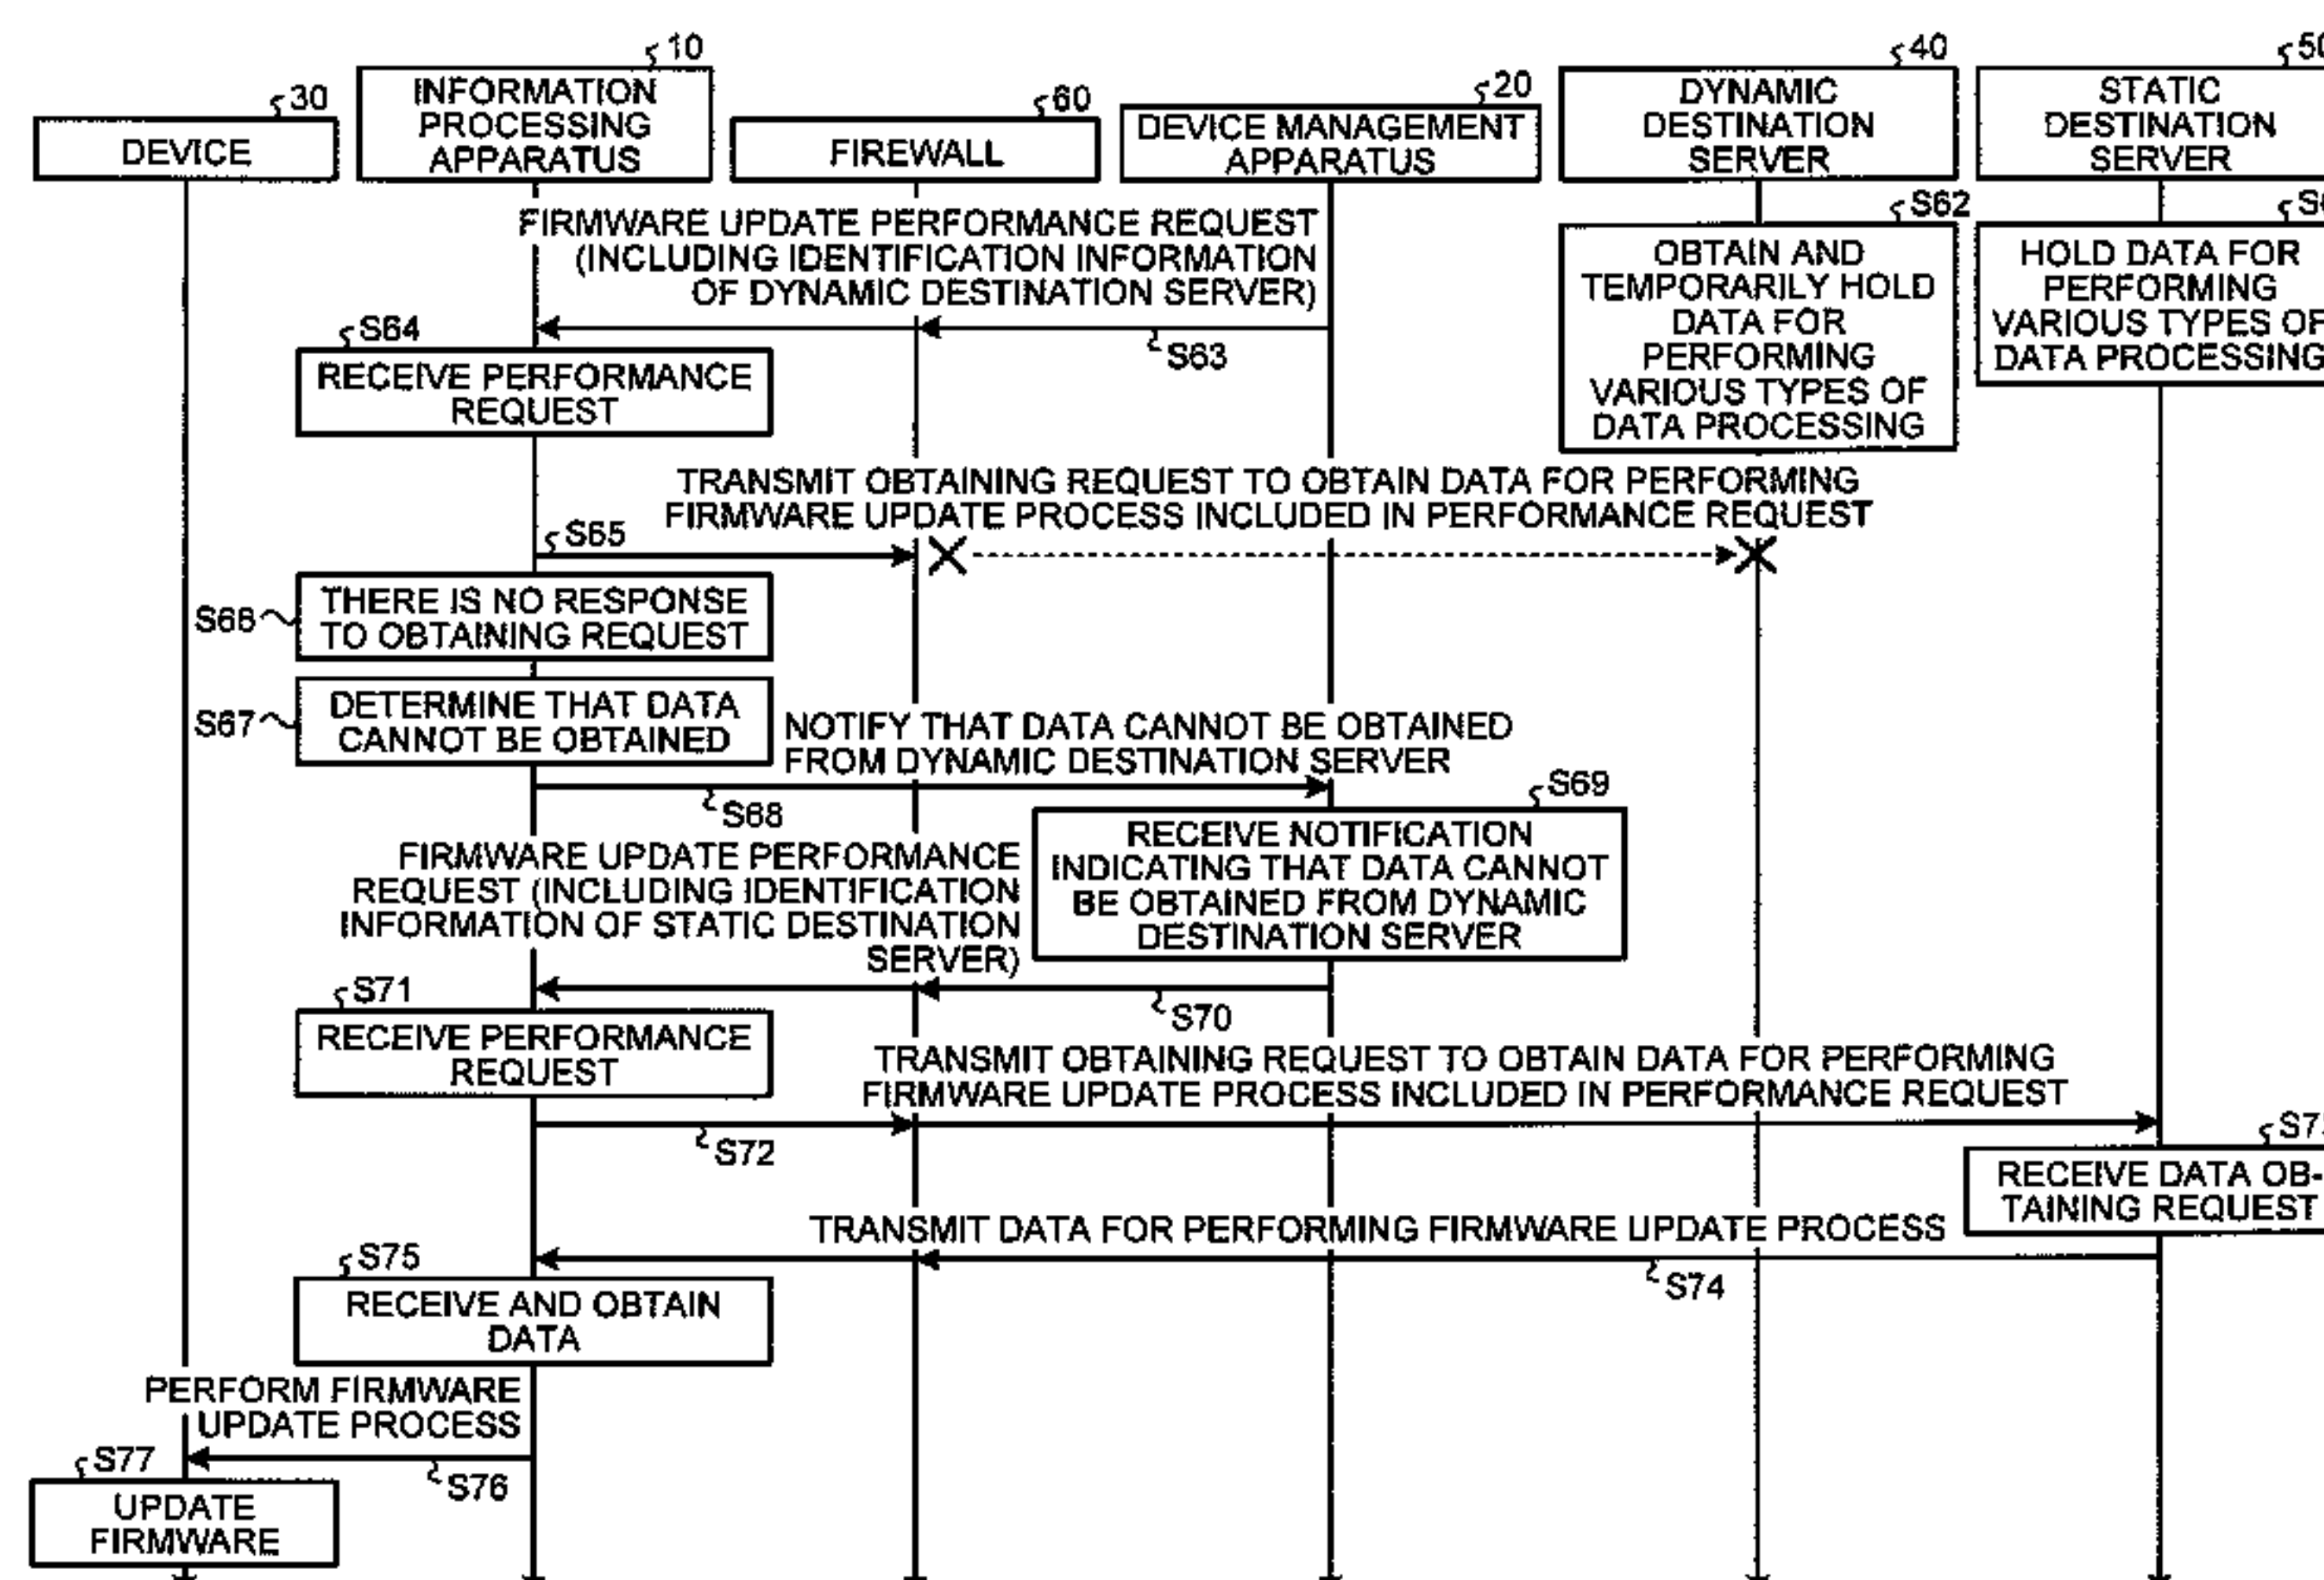 10
40
50
30
60
20
DEVICE
INFORMATION
PROCESSING
APPARATUS
FIREWALL
DEVICE MANAGEMENT
APPARATUS
DYNAMIC
DESTINATION
SERVER
STATIC
DESTINATION
SERVER
FIRMWARE UPDATE PERFORMANCE REQUEST
(INCLUDING IDENTIFICATION INFORMATION
OF DYNAMIC DESTINATION SERVER)
S63
S62
OBTAIN AND
TEMPORARILY HOLD
DATA FOR
PERFORMING
VARIOUS TYPES OF
DATA PROCESSING
HOLD DATA FOR
PERFORMING
VARIOUS TYPES OF
DATA PROCESSING
S64
RECEIVE PERFORMANCE
REQUEST
TRANSMIT OBTAINING REQUEST TO OBTAIN DATA FOR PERFORMING
FIRMWARE UPDATE PROCESS INCLUDED IN PERFORMANCE REQUEST
S65
S66
THERE IS NO RESPONSE
TO OBTAINING REQUEST
S67
DETERMINE THAT DATA
CANNOT BE OBTAINED
NOTIFY THAT DATA CANNOT BE OBTAINED
FROM DYNAMIC DESTINATION SERVER
S68
S69
RECEIVE NOTIFICATION
INDICATING THAT DATA CANNOT
BE OBTAINED FROM DYNAMIC
DESTINATION SERVER
FIRMWARE UPDATE PERFORMANCE
REQUEST (INCLUDING IDENTIFICATION
INFORMATION OF STATIC DESTINATION
SERVER)
S70
S71
RECEIVE PERFORMANCE
REQUEST
TRANSMIT OBTAINING REQUEST TO OBTAIN DATA FOR PERFORMING
FIRMWARE UPDATE PROCESS INCLUDED IN PERFORMANCE REQUEST
S72
RECEIVE DATA OB-
TAINING REQUEST
TRANSMIT DATA FOR PERFORMING FIRMWARE UPDATE PROCESS
S74
S75
RECEIVE AND OBTAIN
DATA
PERFORM FIRMWARE
UPDATE PROCESS
S76
S77
UPDATE
FIRMWARE